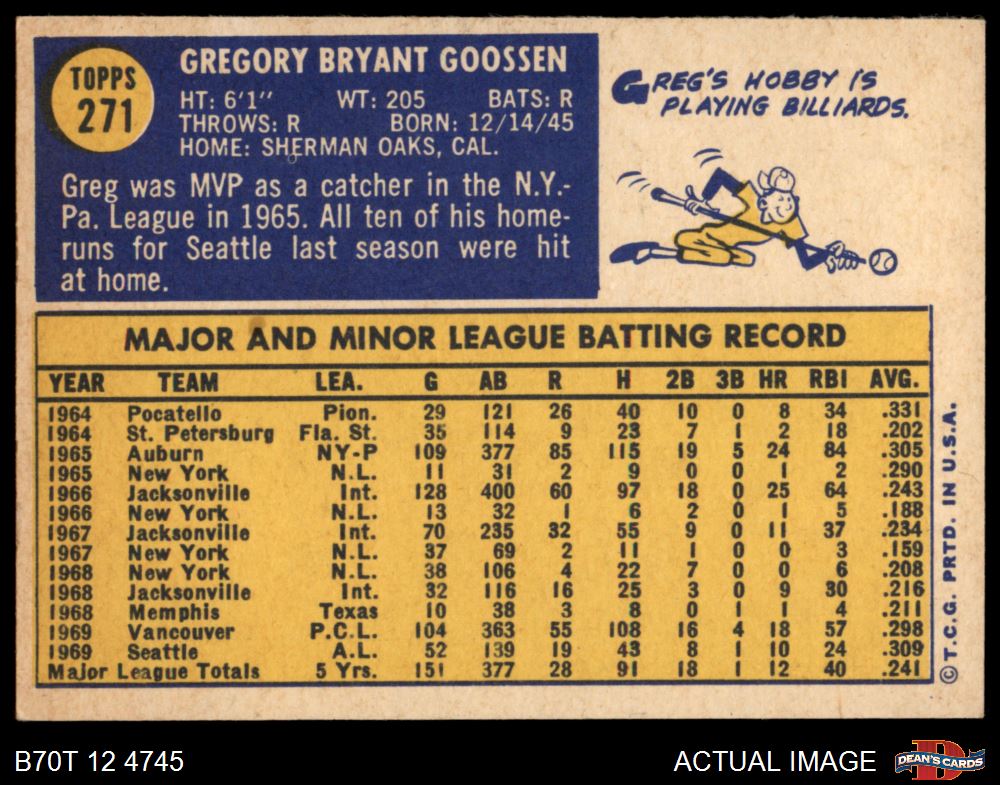 TOPPS
271
GREGORY BRYANT GOOSSEN
HT: 6'1" WT: 205 BATS: R
THROWS: R BORN: 12/14/45
HOME: SHERMAN OAKS, CAL.
Greg was MVP as a catcher in the N.Y.-
Pa. League in 1965. All ten of his home-
runs for Seattle last season were hit
at home.
GREG'S HOBBY IS
PLAYING BILLIARDS.
MAJOR AND MINOR LEAGUE BATTING RECORD
YEAR TEAM LEA. G AB R H 2B 3B HR RBI AVG.
1964 Pocatello Pion. 29 121 26 40 10 0 8 34 .331
1964 St. Petersburg Fla. St. 35 114 9 23 7 1 2 18 .202
1965 Auburn NY-P 109 377 85 115 19 5 24 84 .305
1965 New York N.L. 11 31 2 9 0 0 1 2 .290
1966 Jacksonville Int. 128 400 60 97 18 0 25 64 .243
1966 New York N.L. 13 32 1 6 2 0 1 5 .188
1967 Jacksonville Int. 70 235 32 55 9 0 11 37 .234
1967 New York N.L. 37 69 2 11 1 0 0 3 .159
1968 New York N.L. 38 106 4 22 7 0 0 6 .208
1968 Jacksonville Int. 32 116 16 25 3 0 9 30 .216
1968 Memphis Texas 10 38 3 8 0 1 1 4 .211
1969 Vancouver P.C.L. 104 363 55 108 16 4 18 57 .298
1969 Seattle A.L. 52 139 19 43 8 1 10 24 .309
Major League Totals 5 Yrs. 151 377 28 91 18 1 12 40 .241
© T.C.G. PRTD. IN U.S.A.
B70T 12 4745
ACTUAL IMAGE
D
DEAN'S CARDS